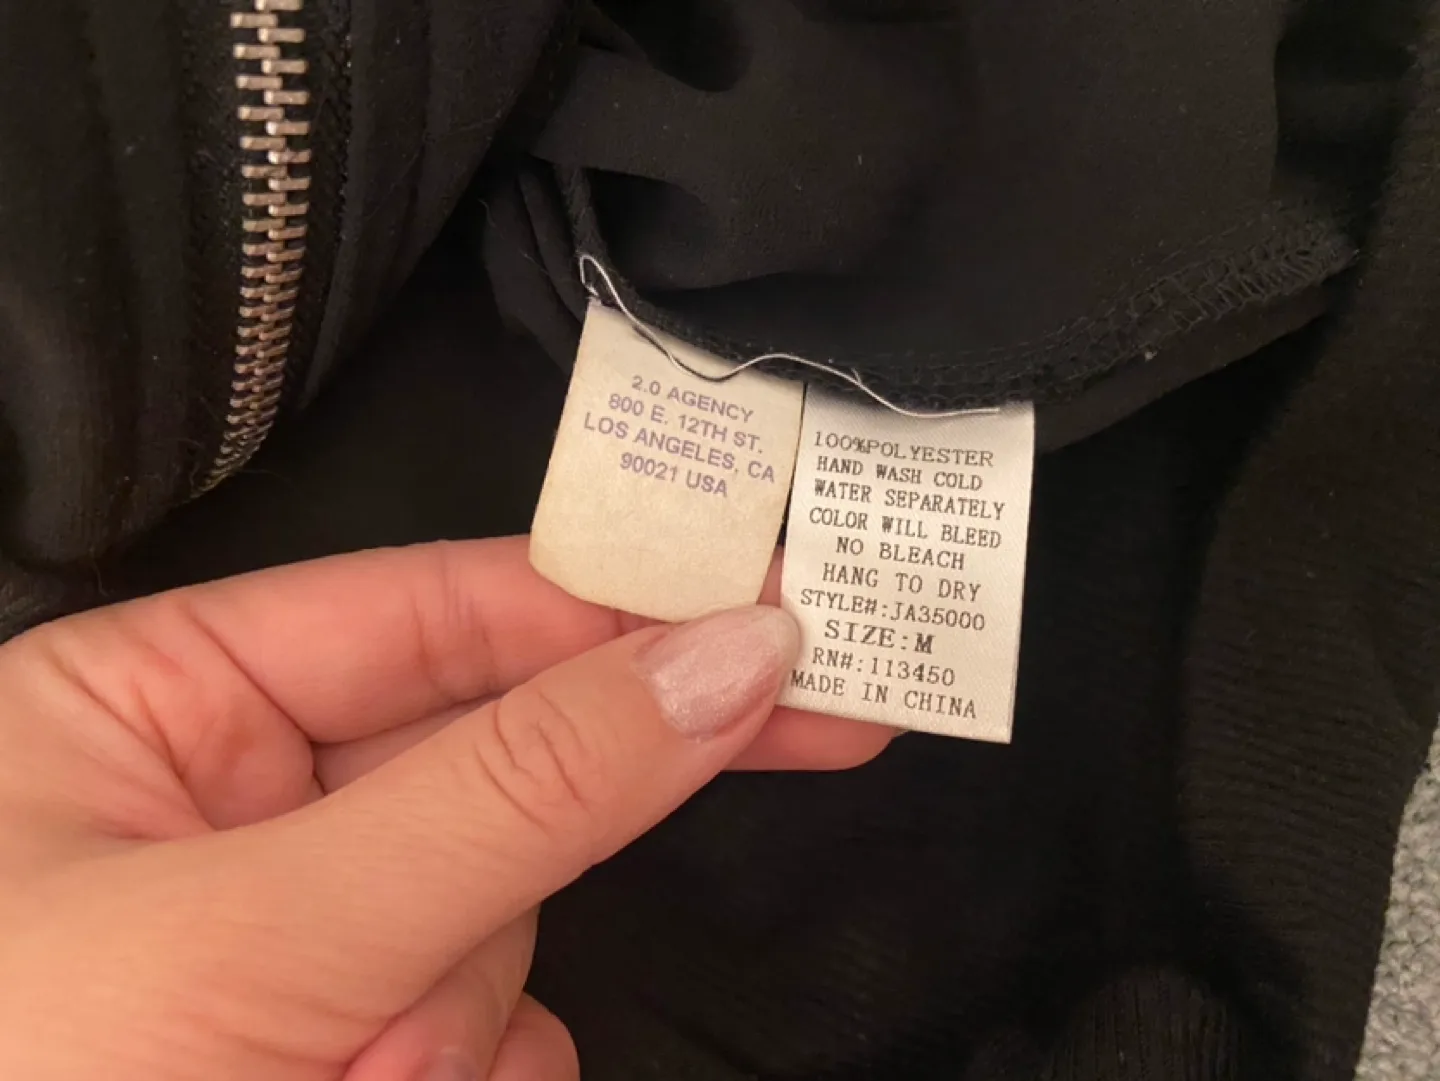 2.0 AGENCY
800 E. 12TH ST.
LOS ANGELES, CA
90021 USA
100%POLYESTER
HAND WASH COLD
WATER SEPARATELY
COLOR WILL BLEED
NO BLEACH
HANG TO DRY
STYLE#:JA35000
SIZE:M
RN#:113450
MADE IN CHINA